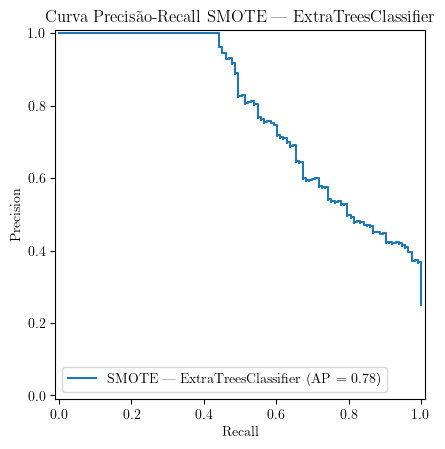 Curva Precisão-Recall SMOTE — ExtraTreesClassifier
1.0
0.8
0.6
0.4
0.2
0.0
Precision
SMOTE — ExtraTreesClassifier (AP = 0.78)
0.0 0.2 0.4 0.6 0.8 1.0
Recall